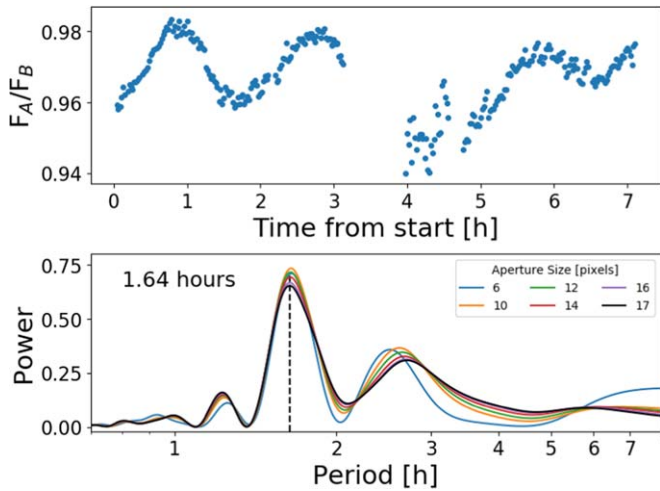 0.98
0.96
0.94
F_A/F_B
0 1 2 3 4 5 6 7
Time from start [h]
0.75
0.50
0.25
0.00
Power
1.64 hours
Aperture Size [pixels]
6 12 16
10 14 17
1 2 3 4 5 6 7
Period [h]